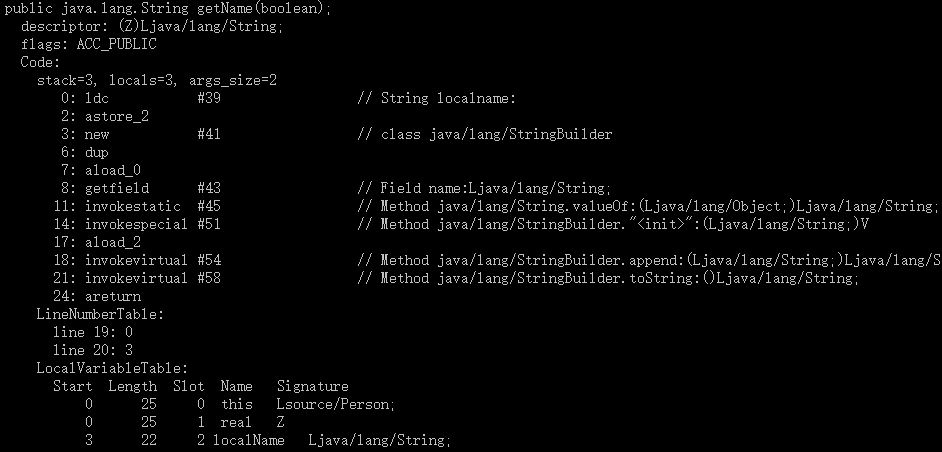 public java.lang.String getName(boolean);
descriptor: (Z)Ljava/lang/String;
flags: ACC_PUBLIC
Code:
stack=3, locals=3, args_size=2
0: ldc #39 // String localname:
2: astore_2
3: new #41 // class java/lang/StringBuilder
6: dup
7: aload_0
8: getfield #43 // Field name:Ljava/lang/String;
11: invokestatic #45 // Method java/lang/String.valueOf:(Ljava/lang/Object;)Ljava/lang/String;
14: invokespecial #51 // Method java/lang/StringBuilder."<init>":(Ljava/lang/String;)V
17: aload_2
18: invokevirtual #54 // Method java/lang/StringBuilder.append:(Ljava/lang/String;)Ljava/lang/S
21: invokevirtual #58 // Method java/lang/StringBuilder.toString:()Ljava/lang/String;
24: areturn
LineNumberTable:
line 19: 0
line 20: 3
LocalVariableTable:
Start Length Slot Name Signature
0 25 0 this Lsource/Person;
0 25 1 real Z
3 22 2 localName Ljava/lang/String;